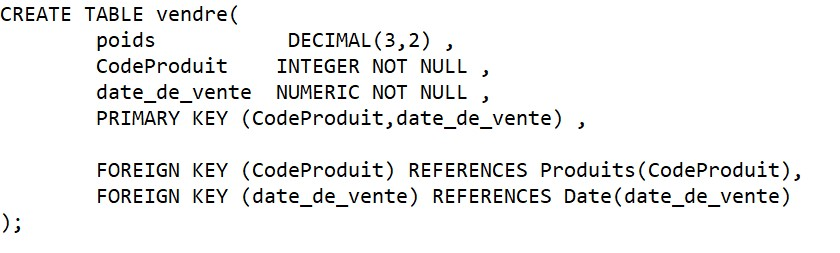 CREATE TABLE vendre(
poids DECIMAL(3,2) ,
CodeProduit INTEGER NOT NULL ,
date_de_vente NUMERIC NOT NULL ,
PRIMARY KEY (CodeProduit,date_de_vente) ,
FOREIGN KEY (CodeProduit) REFERENCES Produits(CodeProduit),
FOREIGN KEY (date_de_vente) REFERENCES Date(date_de_vente)
);